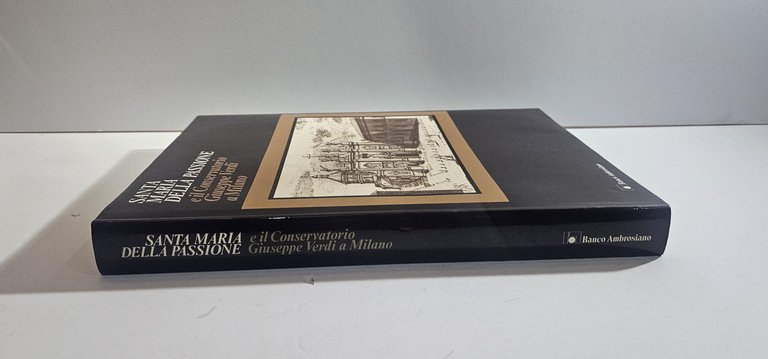 SANTA
MARIA
DELLA PASSIONE
e il Conservatorio
Giuseppe Verdi
a Milano
SANTA MARIA
DELLA PASSIONE
e il Conservatorio
Giuseppe Verdi a Milano
Banco Ambrosiano